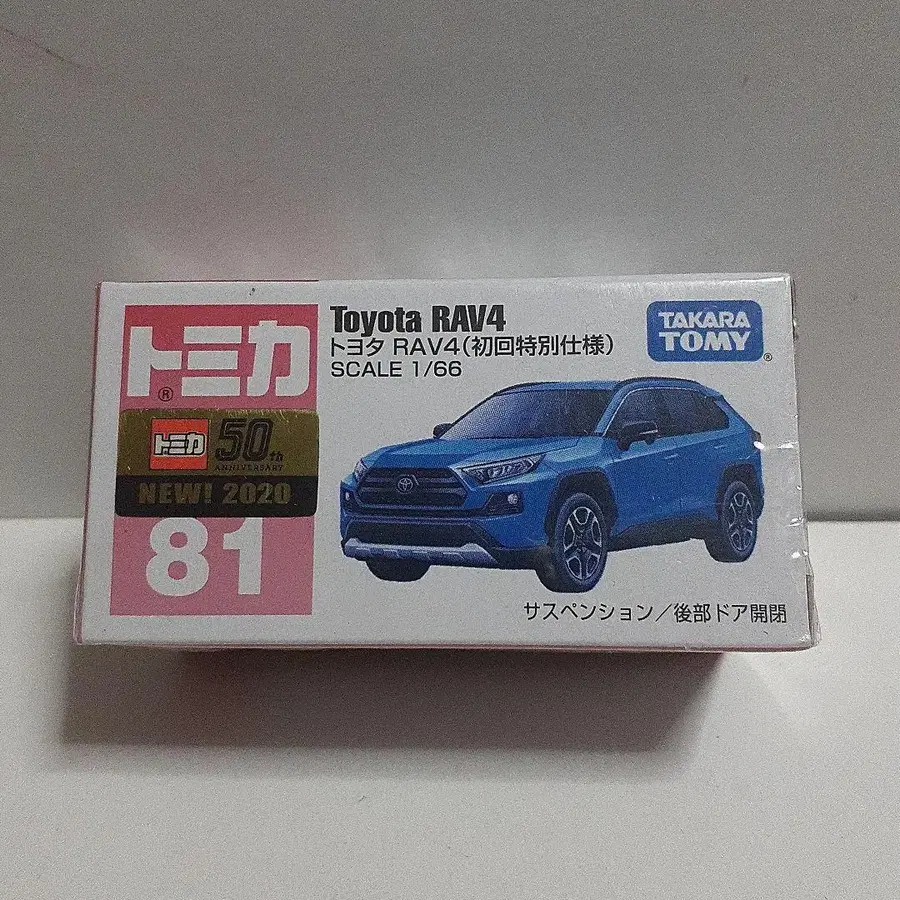 トミカ
®
Toyota RAV4
トヨタ RAV4(初回特別仕様)
SCALE 1/66
TAKARA
TOMY
®
トミカ
50th
ANNIVERSARY
NEW! 2020
81
サスペンション/後部ドア開閉